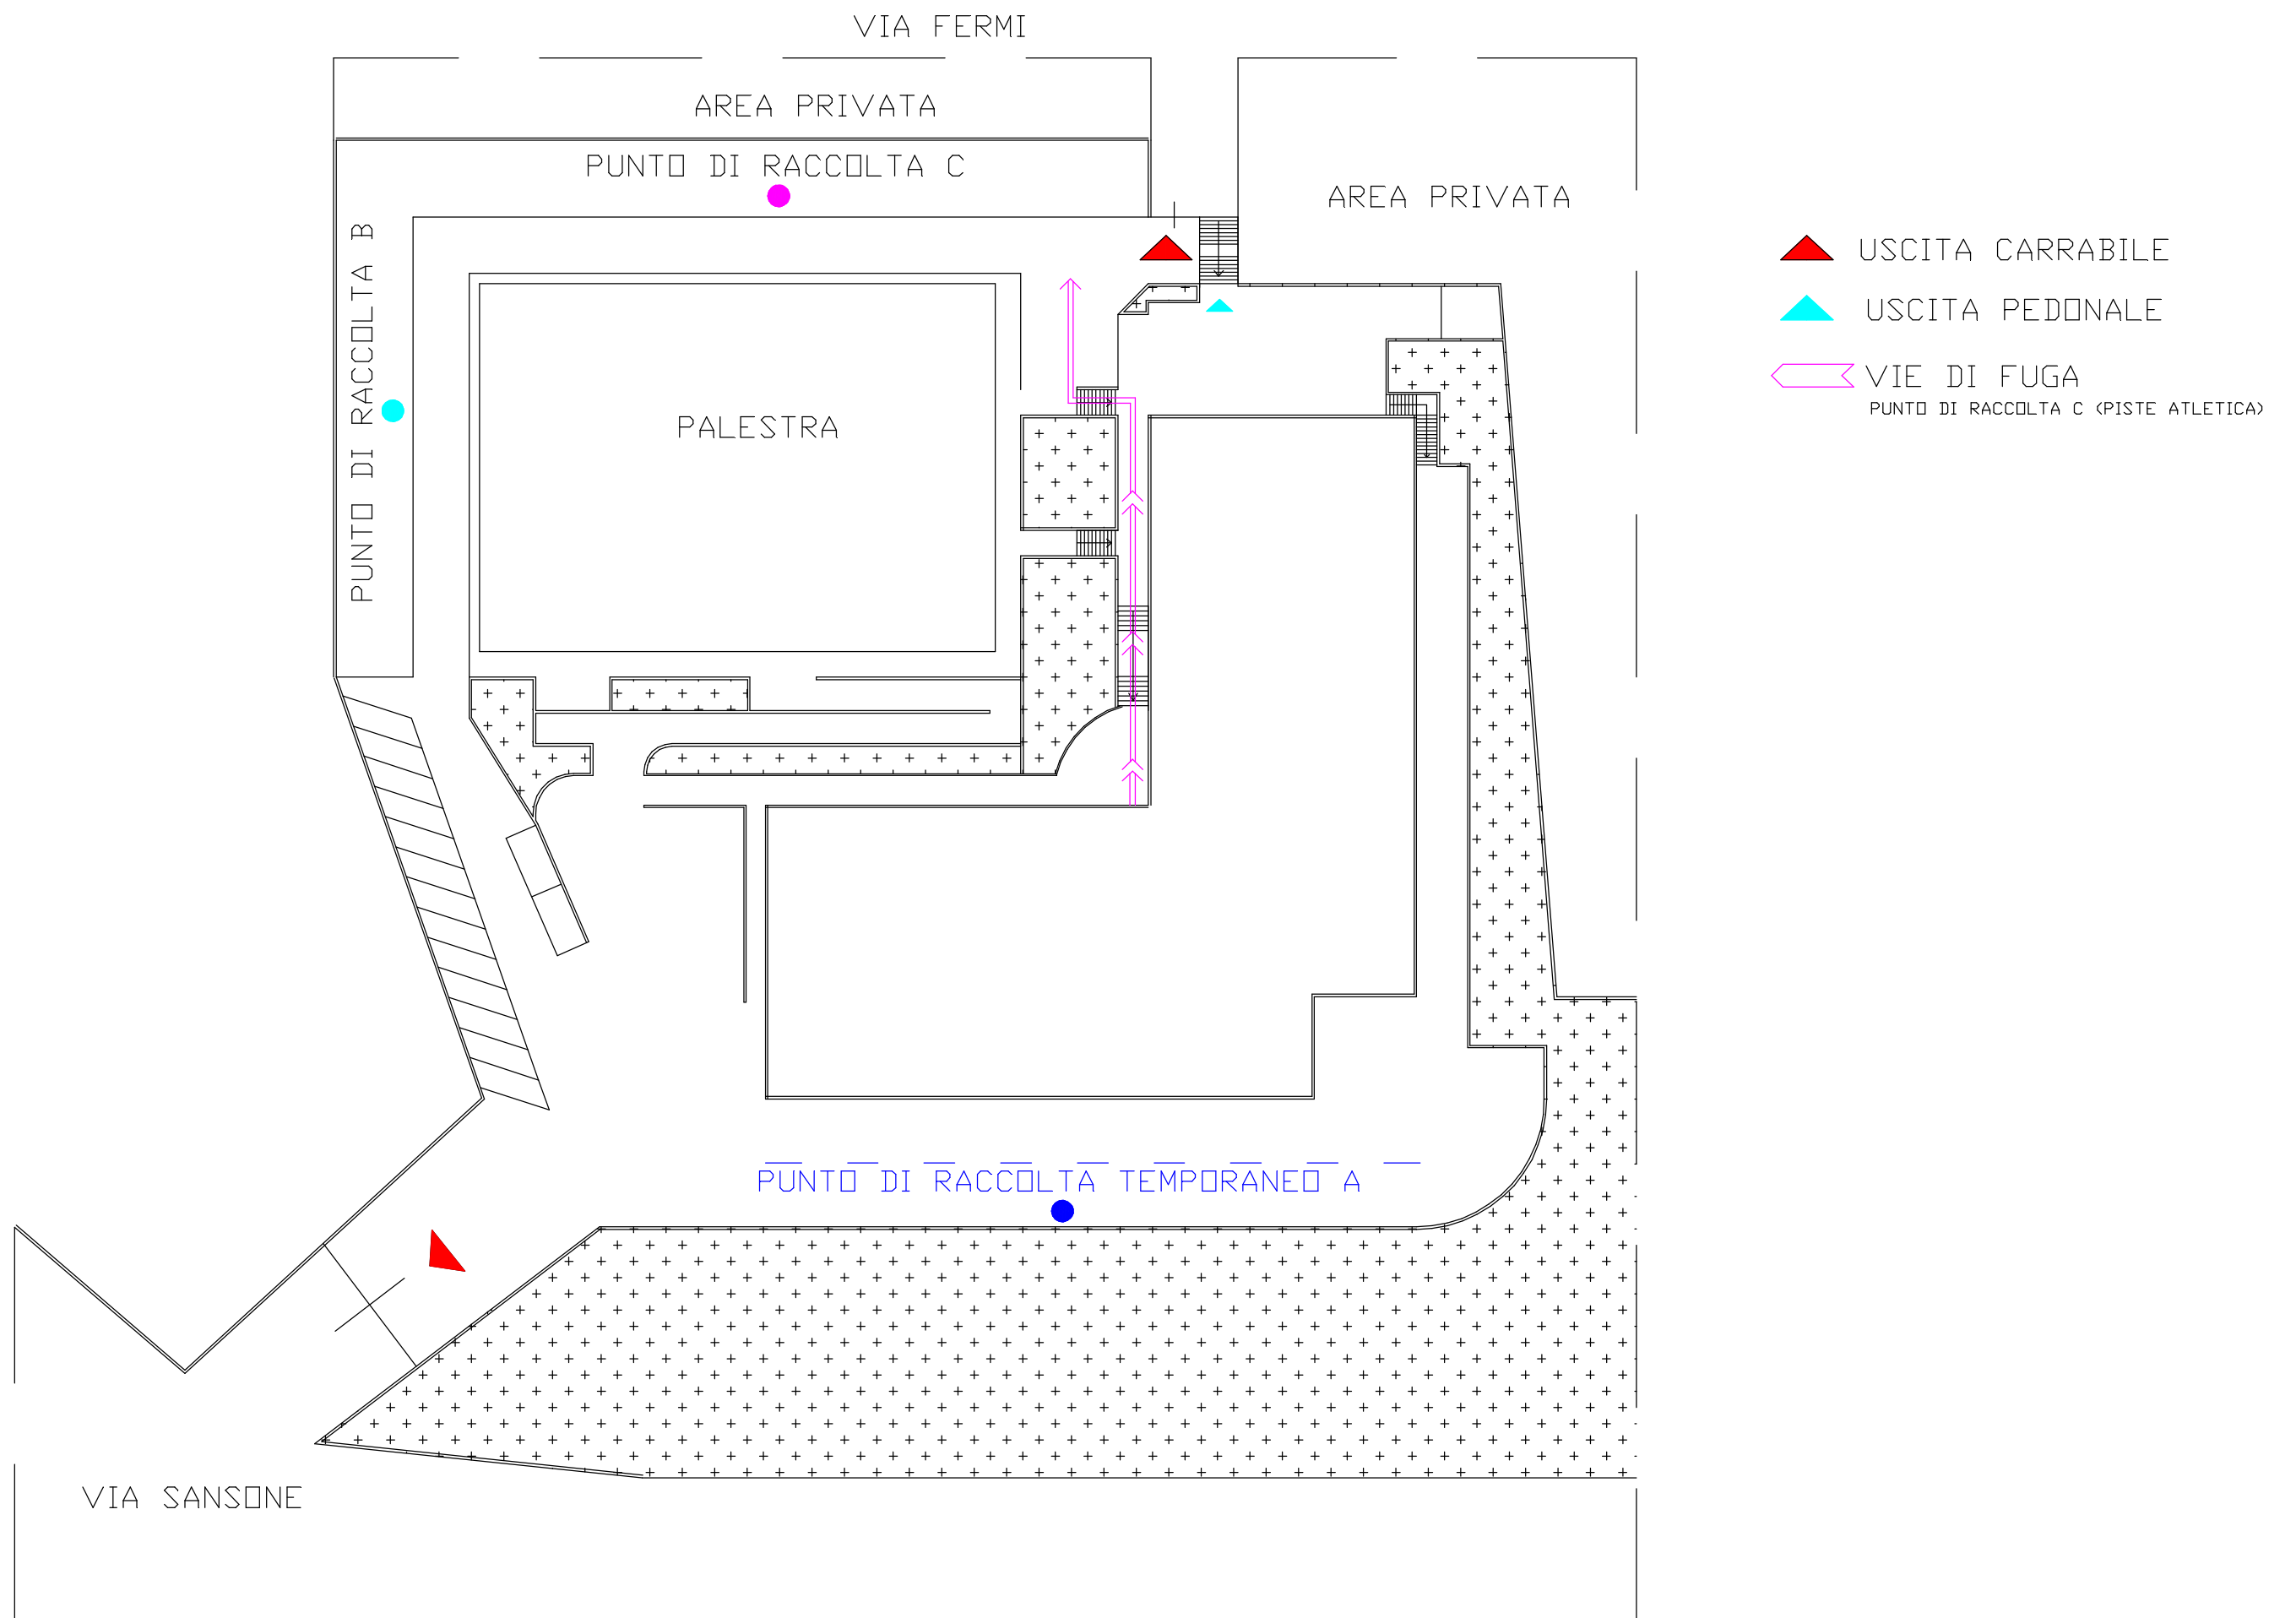 VIA FERMI
AREA PRIVATA
PUNTO DI RACCOLTA C
AREA PRIVATA
PUNTO DI RACCOLTA B
PALESTRA
USCITA CARRABILE
USCITA PEDONALE
VIE DI FUGA
PUNTO DI RACCOLTA C (PISTE ATLETICA)
PUNTO DI RACCOLTA TEMPORANEO A
VIA SANSONE